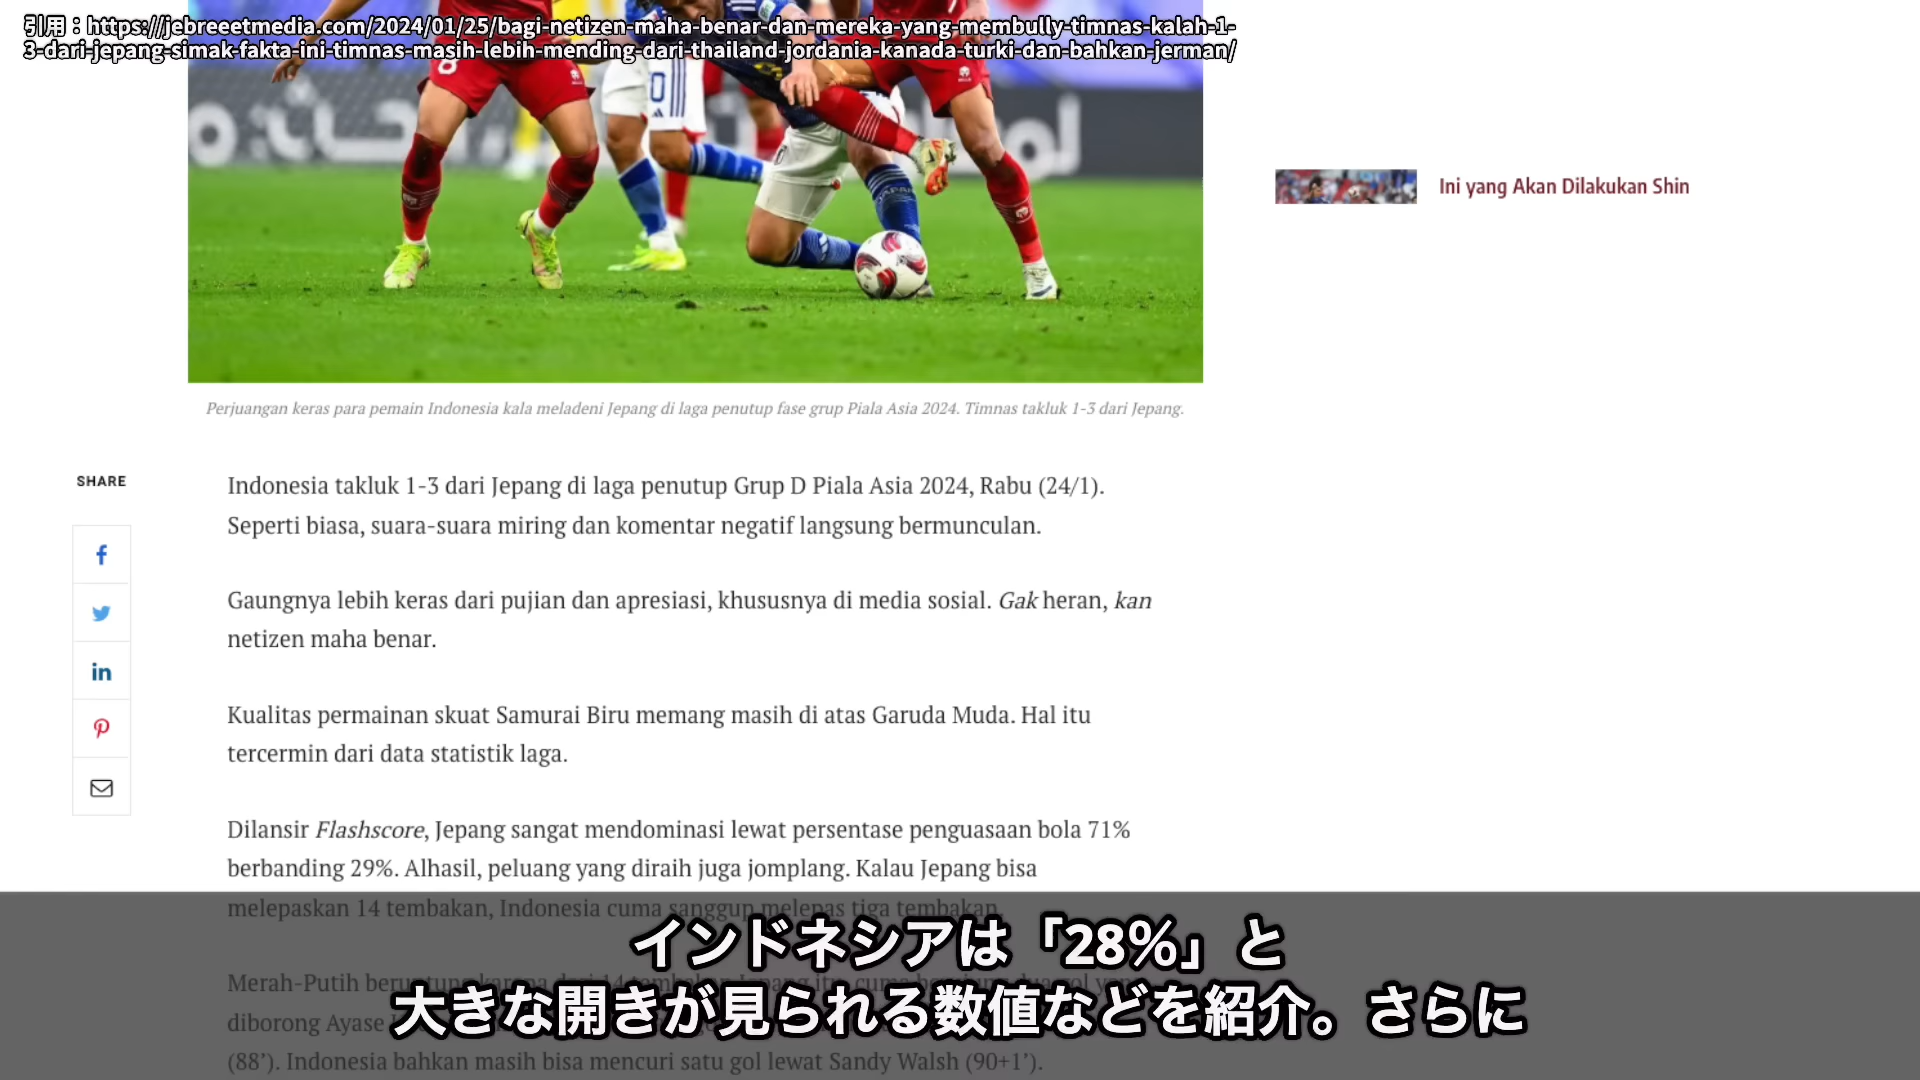 引用：https://jebreeetmedia.com/2024/01/25/bagi-netizen-maha-benar-dan-mereka-yang-membully-timnas-kalah-1-
3-dari-jepang-simak-fakta-ini-timnas-masih-lebih-mending-dari-thailand-jordania-kanada-turki-dan-bahkan-jerman/
Ini yang Akan Dilakukan Shin
Perjuangan keras para pemain Indonesia kala meladeni Jepang di laga penutup fase grup Piala Asia 2024. Timnas takluk 1-3 dari Jepang.
SHARE
Indonesia takluk 1-3 dari Jepang di laga penutup Grup D Piala Asia 2024, Rabu (24/1).
Seperti biasa, suara-suara miring dan komentar negatif langsung bermunculan.
Gaungnya lebih keras dari pujian dan apresiasi, khususnya di media sosial. Gak heran, kan
netizen maha benar.
Kualitas permainan skuat Samurai Biru memang masih di atas Garuda Muda. Hal itu
tercermin dari data statistik laga.
Dilansir Flashscore, Jepang sangat mendominasi lewat persentase penguasaan bola 71%
berbanding 29%. Alhasil, peluang yang diraih juga jomplang. Kalau Jepang bisa
melepaskan 14 tembakan, Indonesia cuma sanggup melepas tiga tembakan.
インドネシアは「28%」と
Merah-Putih
大きな開きが見られる数値などを紹介。さらに
diborong Ayase
(88’). Indonesia bahkan masih bisa mencuri satu gol lewat Sandy Walsh (90+1’).